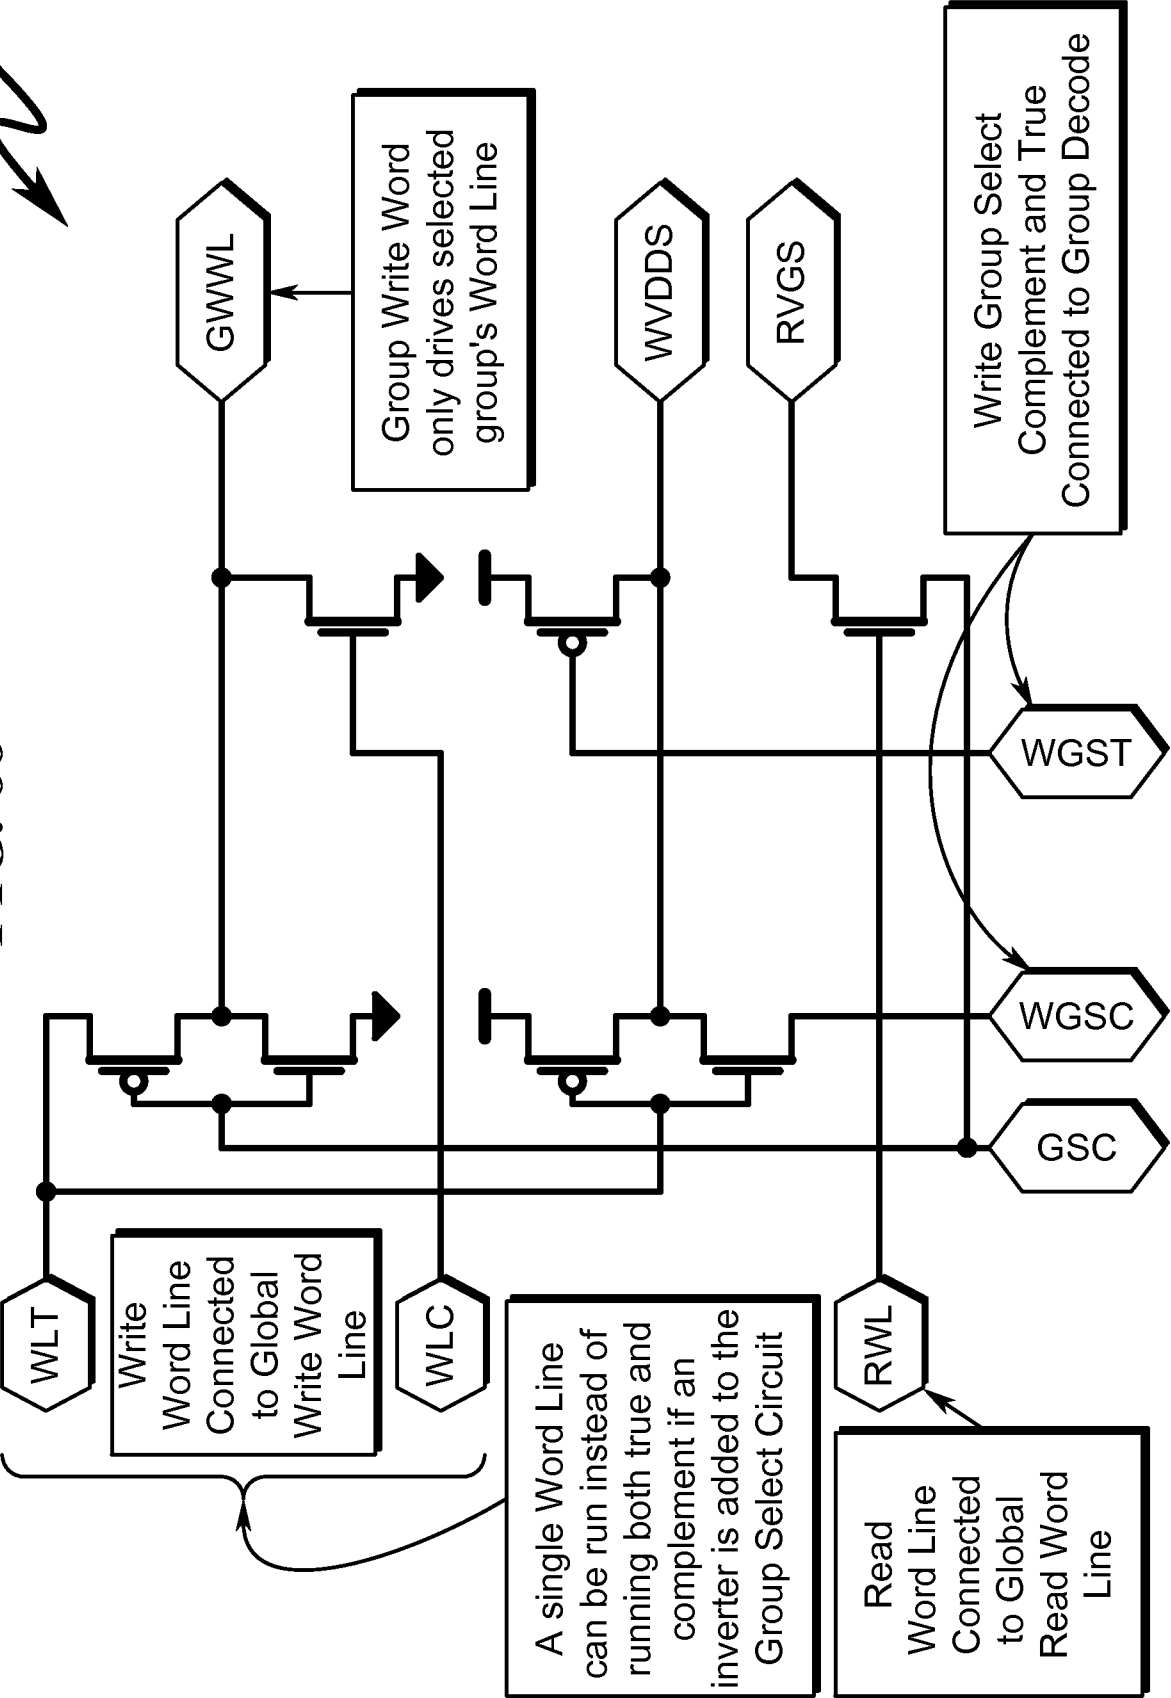 WLT
Write
Word Line
Connected
to Global
Write Word
Line
WLC
A single Word Line
can be run instead of
running both true and
complement if an
inverter is added to the
Group Select Circuit
RWL
Read
Word Line
Connected
to Global
Read Word
Line
GWWL
Group Write Word
only drives selected
group's Word Line
WVDDS
RVGS
Write Group Select
Complement and True
Connected to Group Decode
GSC
WGSC
WGST